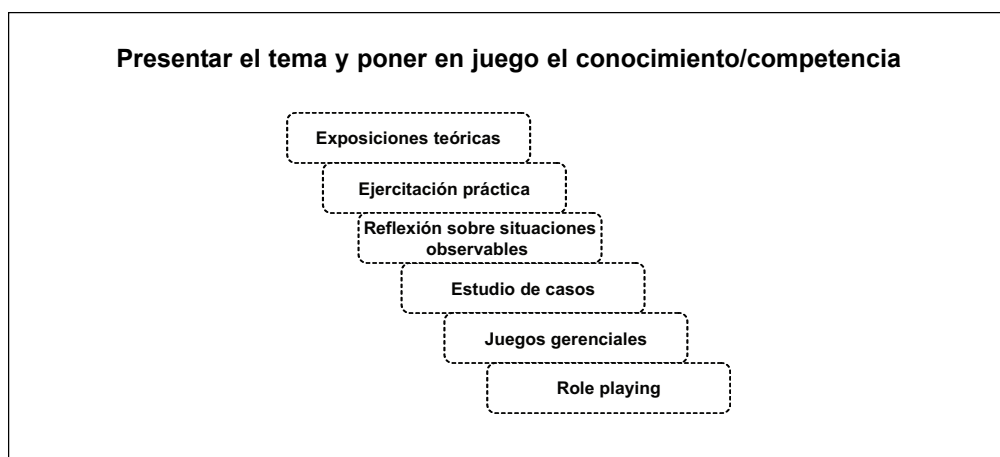 Presentar el tema y poner en juego el conocimiento/competencia
Exposiciones teóricas
Ejercitación práctica
Reflexión sobre situaciones
observables
Estudio de casos
Juegos gerenciales
Role playing